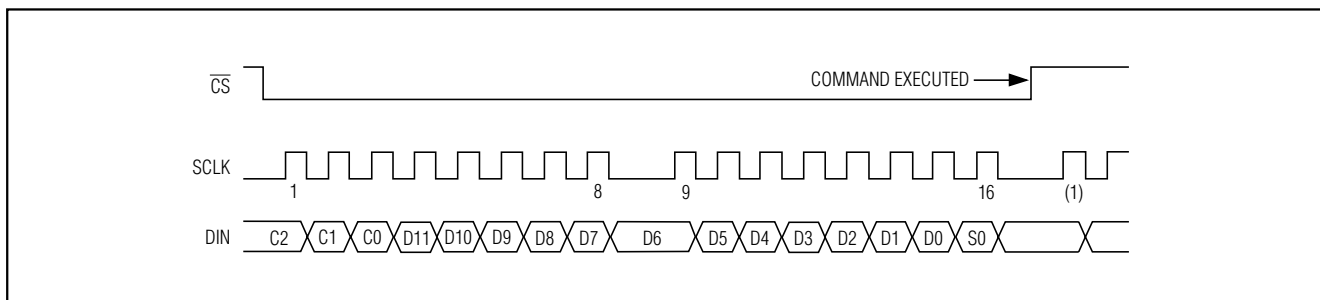 CS
COMMAND EXECUTED
SCLK
1 8 9 16 (1)
DIN
C2 C1 C0 D11 D10 D9 D8 D7 D6 D5 D4 D3 D2 D1 D0 S0